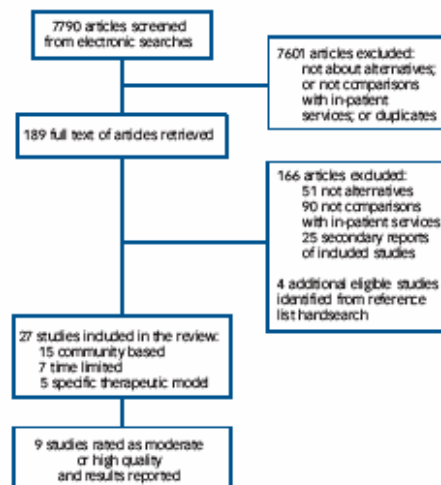 7790 articles screened
from electronic searches
7601 articles excluded:
not about alternatives;
or not comparisons
with in-patient
services; or duplicates
189 full text of articles retrieved
166 articles excluded:
51 not alternatives
90 not comparisons
with in-patient services
25 secondary reports
of included studies
4 additional eligible studies
identified from reference
list handsearch
27 studies included in the review:
15 community based
7 time limited
5 specific therapeutic model
9 studies rated as moderate
or high quality
and results reported